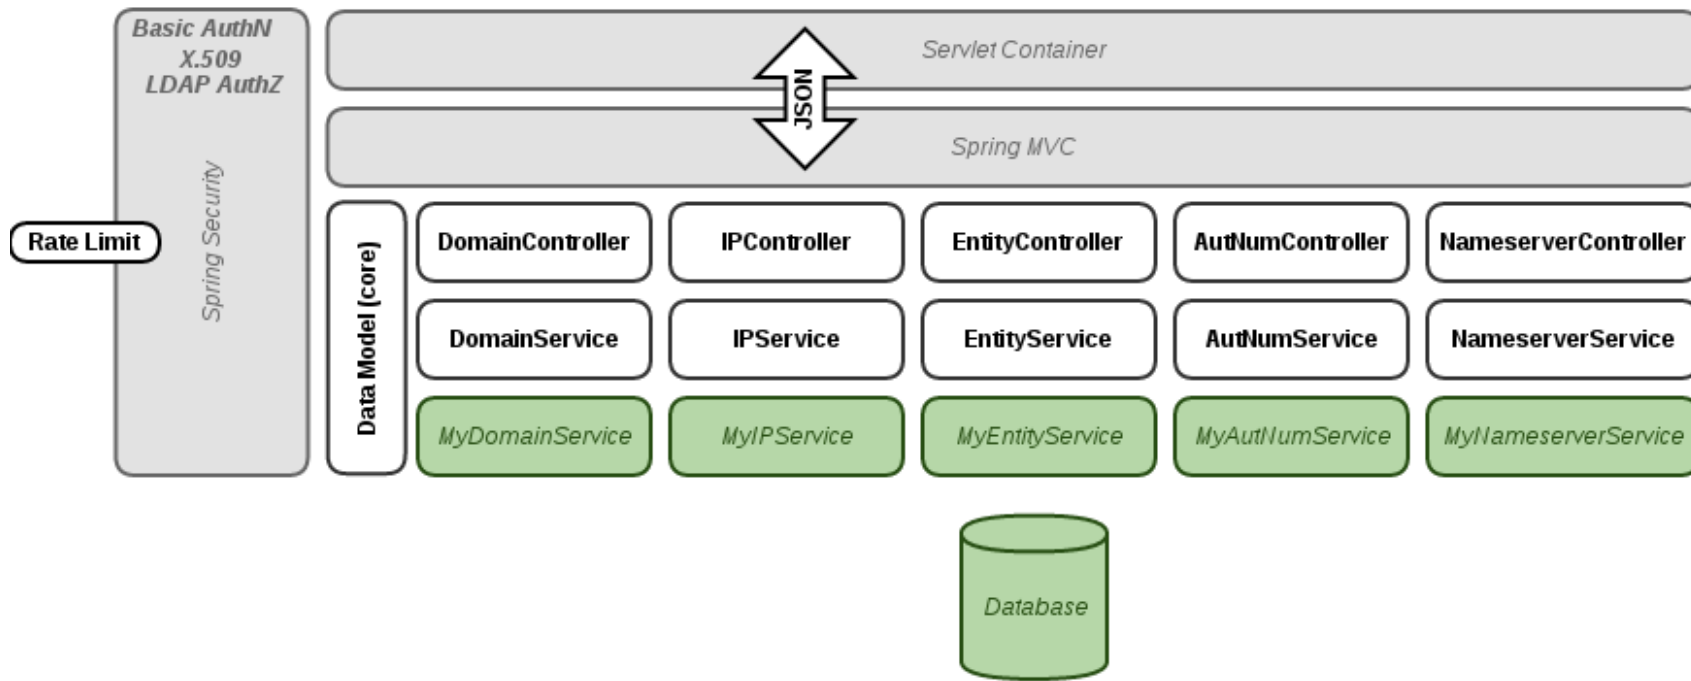 Basic AuthN
X.509
LDAP AuthZ
Spring Security
Rate Limit
Servlet Container
JSON
Spring MVC
Data Model (core)
DomainController
IPController
EntityController
AutNumController
NameserverController
DomainService
IPService
EntityService
AutNumService
NameserverService
MyDomainService
MyIPService
MyEntityService
MyAutNumService
MyNameserverService
Database